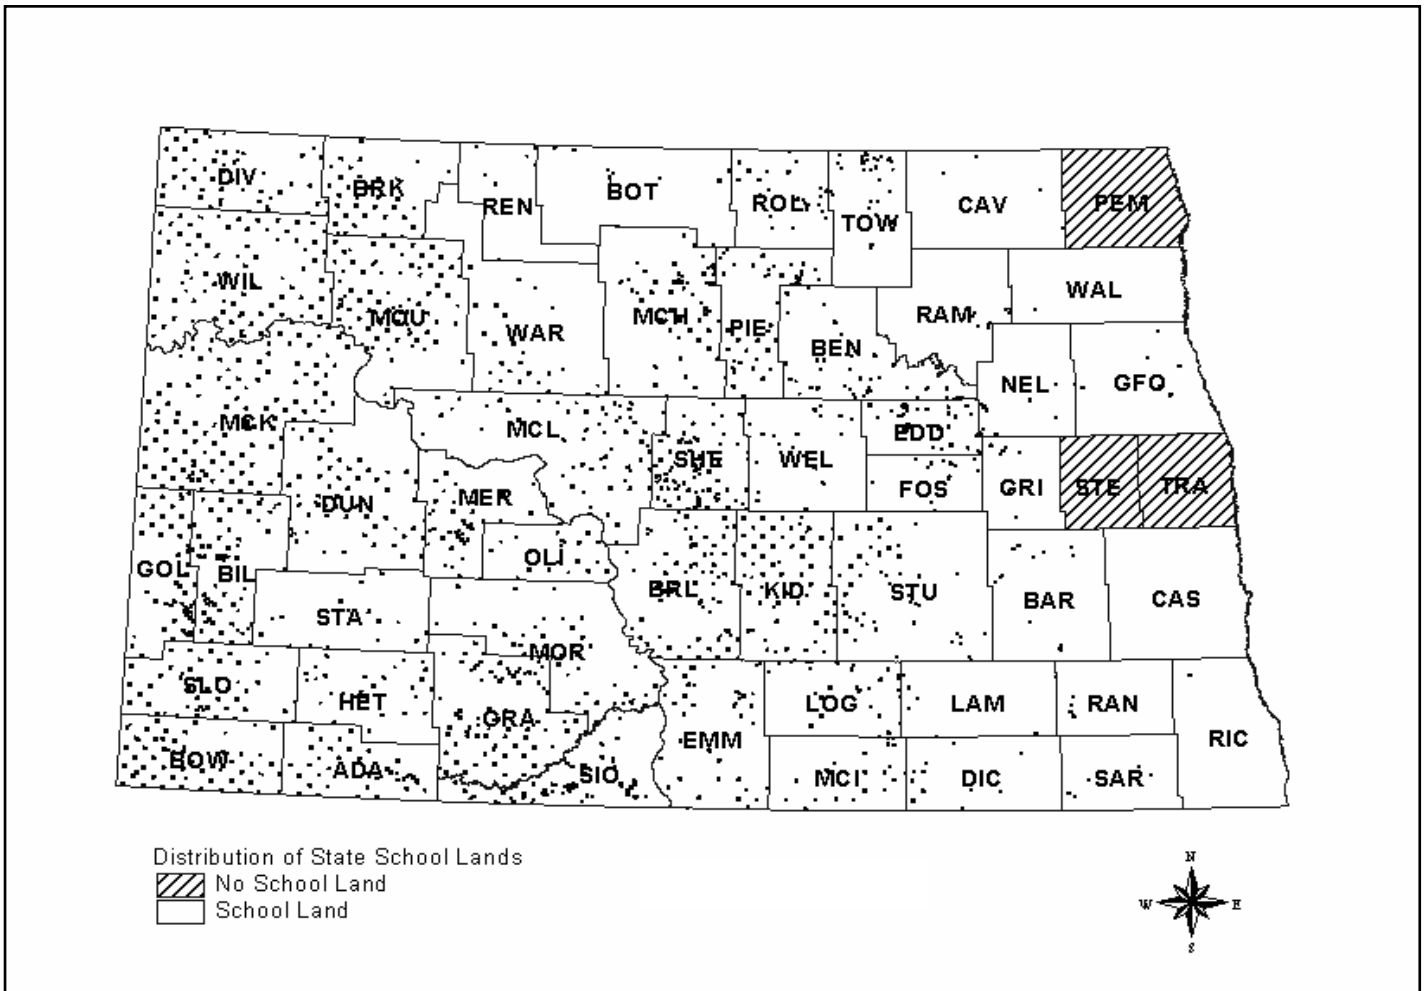 DIV
BRK
REN
BOT
ROL
TOW
CAV
PEM
WIL
MOU
WAR
MCH
PIE
BEN
RAM
WAL
NEL
GFO
MCK
MCL
SHE
WEL
EDD
FOS
GRI
STE
TRA
DUN
MER
OLI
GOL
BIL
STA
BRL
KID
STU
BAR
CAS
MOR
SLO
HET
GRA
EMM
LOG
LAM
RAN
RIC
BOW
ADA
SIO
MCI
DIC
SAR
Distribution of State School Lands
No School Land
School Land
N
W E
S